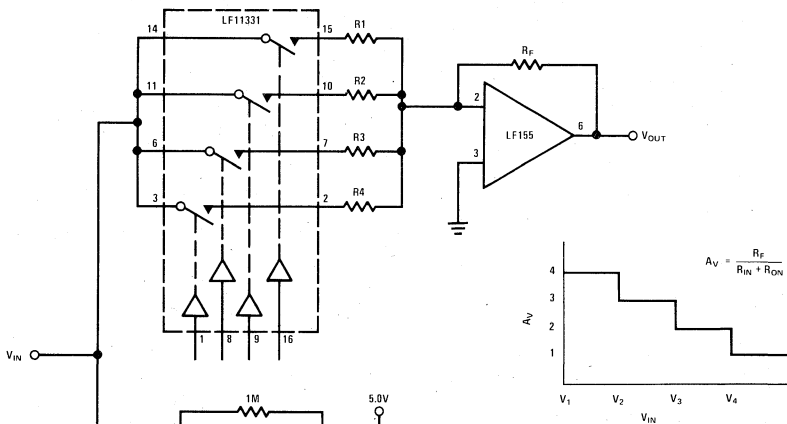 LF11331
14
15
R1
11
10
R2
6
7
R3
3
2
R4
1
8
9
16
RF
2
3
LF155
6
VOUT
VIN
AV = RF / RIN + RON
4
3
2
1
AV
V1
V2
V3
V4
VIN
1M
5.0V